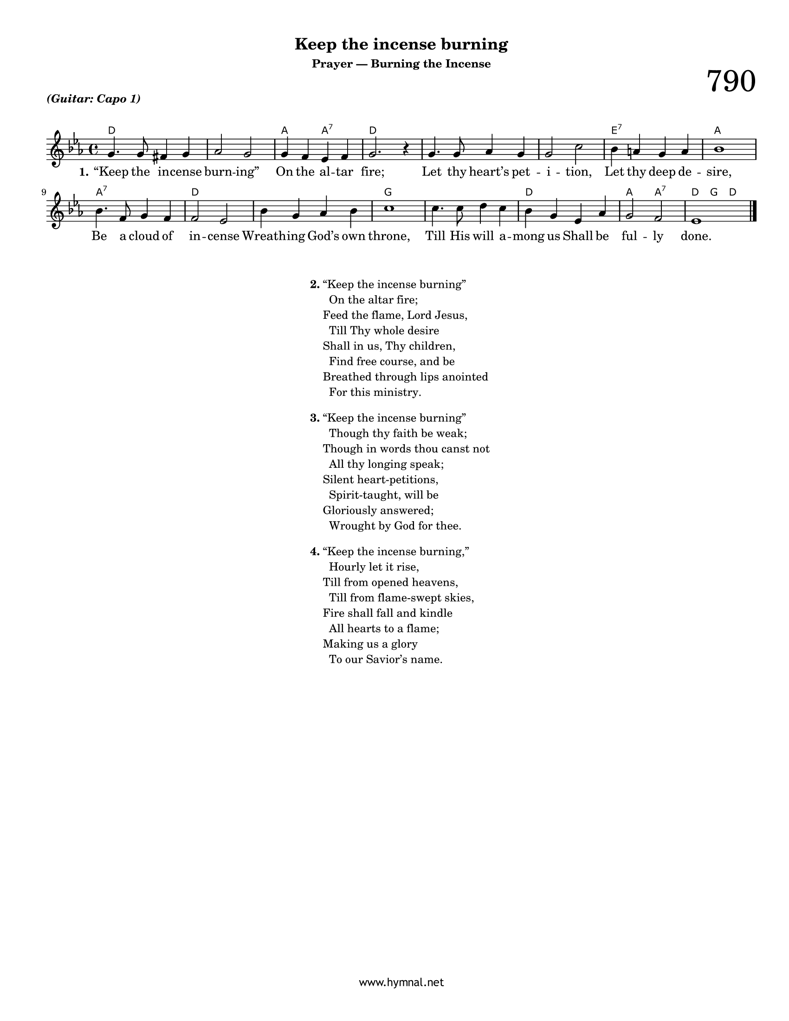 Keep the incense burning
Prayer — Burning the Incense
790
(Guitar: Capo 1)
D A A7 D E7 A
1. “Keep the incense burn-ing” On the al-tar fire; Let thy heart’s pet - i - tion, Let thy deep de - sire,
9 A7 D G D A A7 D G D
Be a cloud of in-cense Wreathing God’s own throne, Till His will a-mong us Shall be ful - ly done.
2. “Keep the incense burning”
On the altar fire;
Feed the flame, Lord Jesus,
Till Thy whole desire
Shall in us, Thy children,
Find free course, and be
Breathed through lips anointed
For this ministry.
3. “Keep the incense burning”
Though thy faith be weak;
Though in words thou canst not
All thy longing speak;
Silent heart-petitions,
Spirit-taught, will be
Gloriously answered;
Wrought by God for thee.
4. “Keep the incense burning,”
Hourly let it rise,
Till from opened heavens,
Till from flame-swept skies,
Fire shall fall and kindle
All hearts to a flame;
Making us a glory
To our Savior’s name.
www.hymnal.net